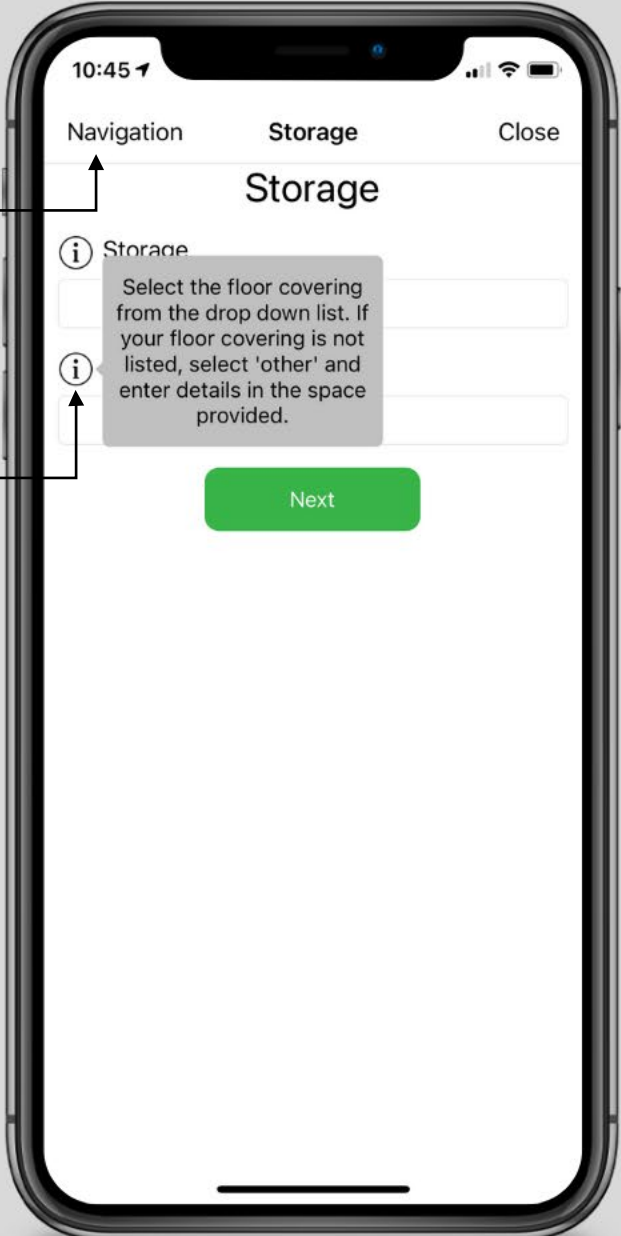 10:45
Navigation Storage Close
Storage
i Storage
Select the floor covering
from the drop down list. If
your floor covering is not
listed, select 'other' and
i
enter details in the space
provided.
Next